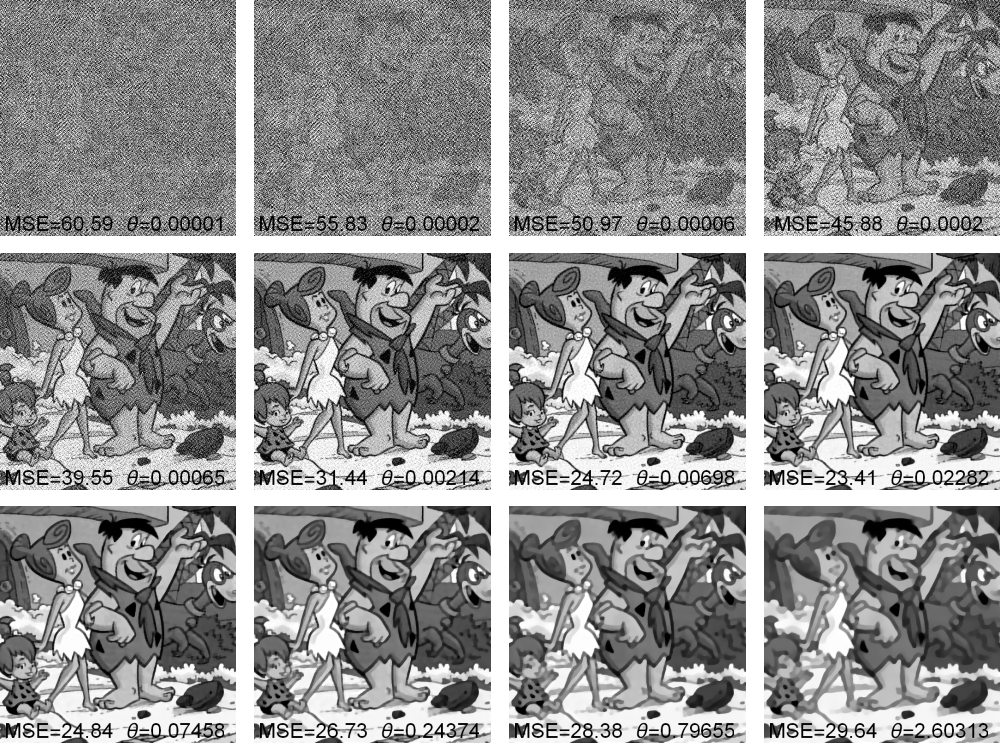 MSE=60.59 θ=0.00001
MSE=55.83 θ=0.00002
MSE=50.97 θ=0.00006
MSE=45.88 θ=0.0002
MSE=39.55 θ=0.00065
MSE=31.44 θ=0.00214
MSE=24.72 θ=0.00698
MSE=23.41 θ=0.02282
MSE=24.84 θ=0.07458
MSE=26.73 θ=0.24374
MSE=28.38 θ=0.79655
MSE=29.64 θ=2.60313